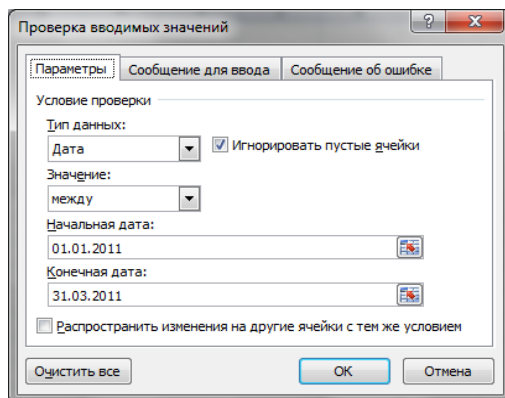 Проверка вводимых значений
Параметры Сообщение для ввода Сообщение об ошибке
Условие проверки
Тип данных:
Дата Игнорировать пустые ячейки
Значение:
между
Начальная дата:
01.01.2011
Конечная дата:
31.03.2011
Распространить изменения на другие ячейки с тем же условием
Очистить все ОК Отмена